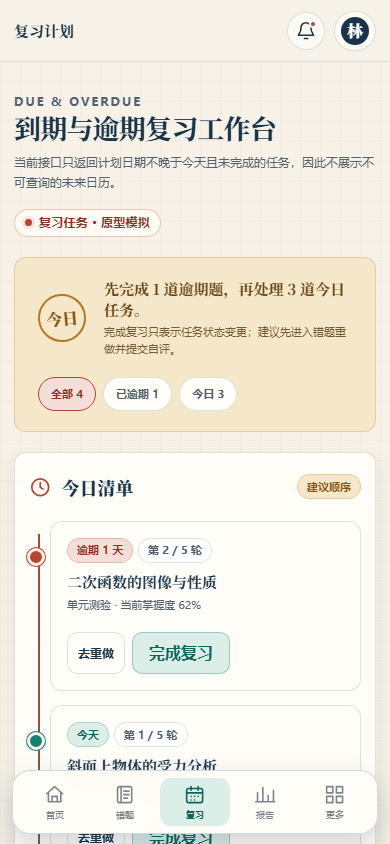 复习计划
林
DUE & OVERDUE
到期与逾期复习工作台
当前接口只返回计划日期不晚于今天且未完成的任务，因此不展示不
可查询的未来日历。
复习任务 • 原型模拟
今日
先完成 1 道逾期题，再处理 3 道今日
任务。
完成复习只表示任务状态变更；建议先进入错题重
做并提交自评。
全部 4
已逾期 1
今日 3
今日清单
建议顺序
逾期 1 天
第 2 / 5 轮
二次函数的图像与性质
单元测验 · 当前掌握度 62%
去重做
完成复习
今天
第 1 / 5 轮
斜面上物体的受力分析
去重做
完成复习
首页
错题
复习
报告
更多